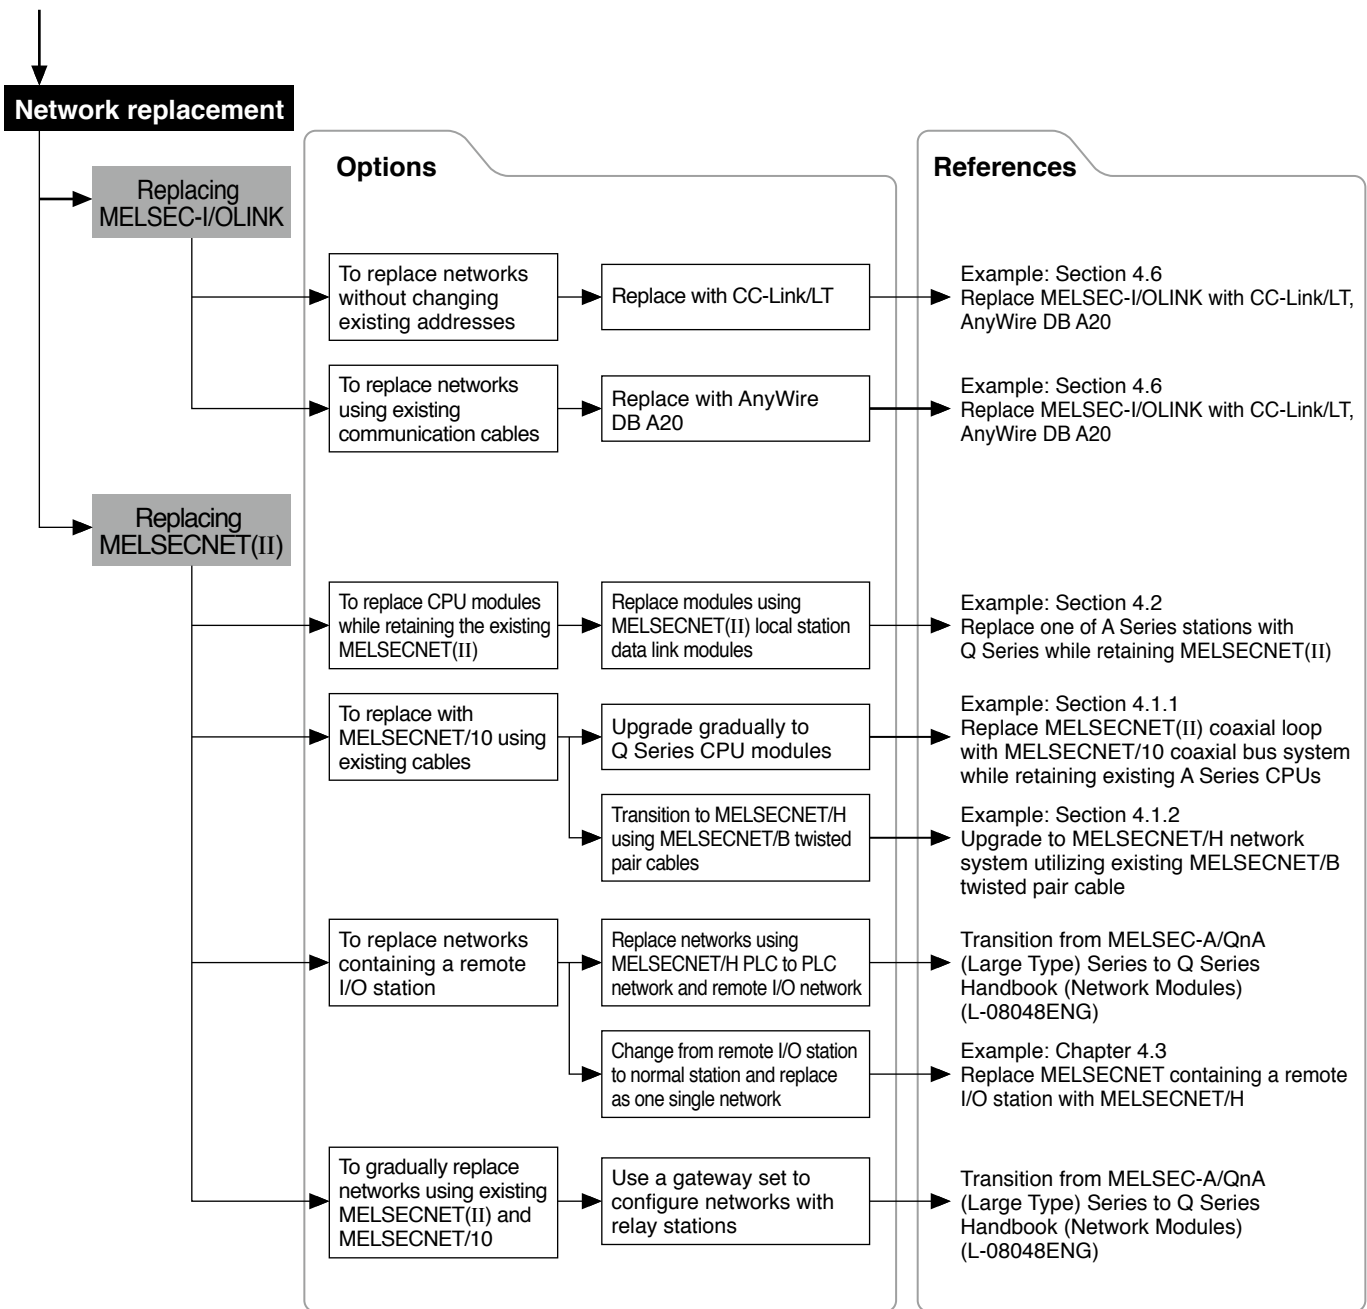 Network replacement
Options
References
Replacing
MELSEC-I/OLINK
To replace networks
without changing
existing addresses
Replace with CC-Link/LT
Example: Section 4.6
Replace MELSEC-I/OLINK with CC-Link/LT,
AnyWire DB A20
To replace networks
using existing
communication cables
Replace with AnyWire
DB A20
Example: Section 4.6
Replace MELSEC-I/OLINK with CC-Link/LT,
AnyWire DB A20
Replacing
MELSECNET(II)
To replace CPU modules
while retaining the existing
MELSECNET(II)
Replace modules using
MELSECNET(II) local station
data link modules
Example: Section 4.2
Replace one of A Series stations with
Q Series while retaining MELSECNET(II)
To replace with
MELSECNET/10 using
existing cables
Upgrade gradually to
Q Series CPU modules
Example: Section 4.1.1
Replace MELSECNET(II) coaxial loop
with MELSECNET/10 coaxial bus system
while retaining existing A Series CPUs
Transition to MELSECNET/H
using MELSECNET/B twisted
pair cables
Example: Section 4.1.2
Upgrade to MELSECNET/H network
system utilizing existing MELSECNET/B
twisted pair cable
To replace networks
containing a remote
I/O station
Replace networks using
MELSECNET/H PLC to PLC
network and remote I/O network
Transition from MELSEC-A/QnA
(Large Type) Series to Q Series
Handbook (Network Modules)
(L-08048ENG)
Change from remote I/O station
to normal station and replace
as one single network
Example: Chapter 4.3
Replace MELSECNET containing a remote
I/O station with MELSECNET/H
To gradually replace
networks using existing
MELSECNET(II) and
MELSECNET/10
Use a gateway set to
configure networks with
relay stations
Transition from MELSEC-A/QnA
(Large Type) Series to Q Series
Handbook (Network Modules)
(L-08048ENG)